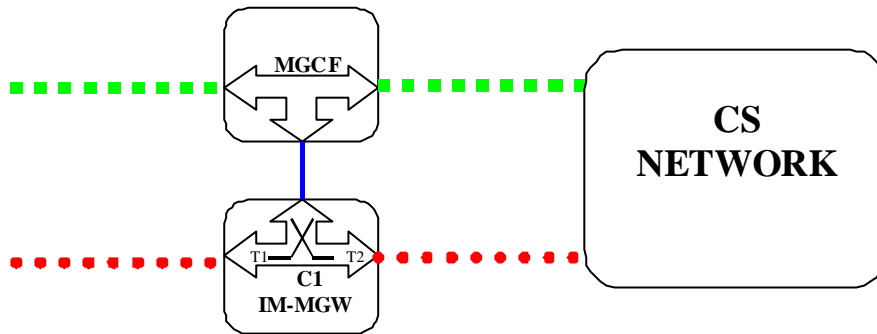 MGCF
CS
NETWORK
T1 T2
C1
IM-MGW